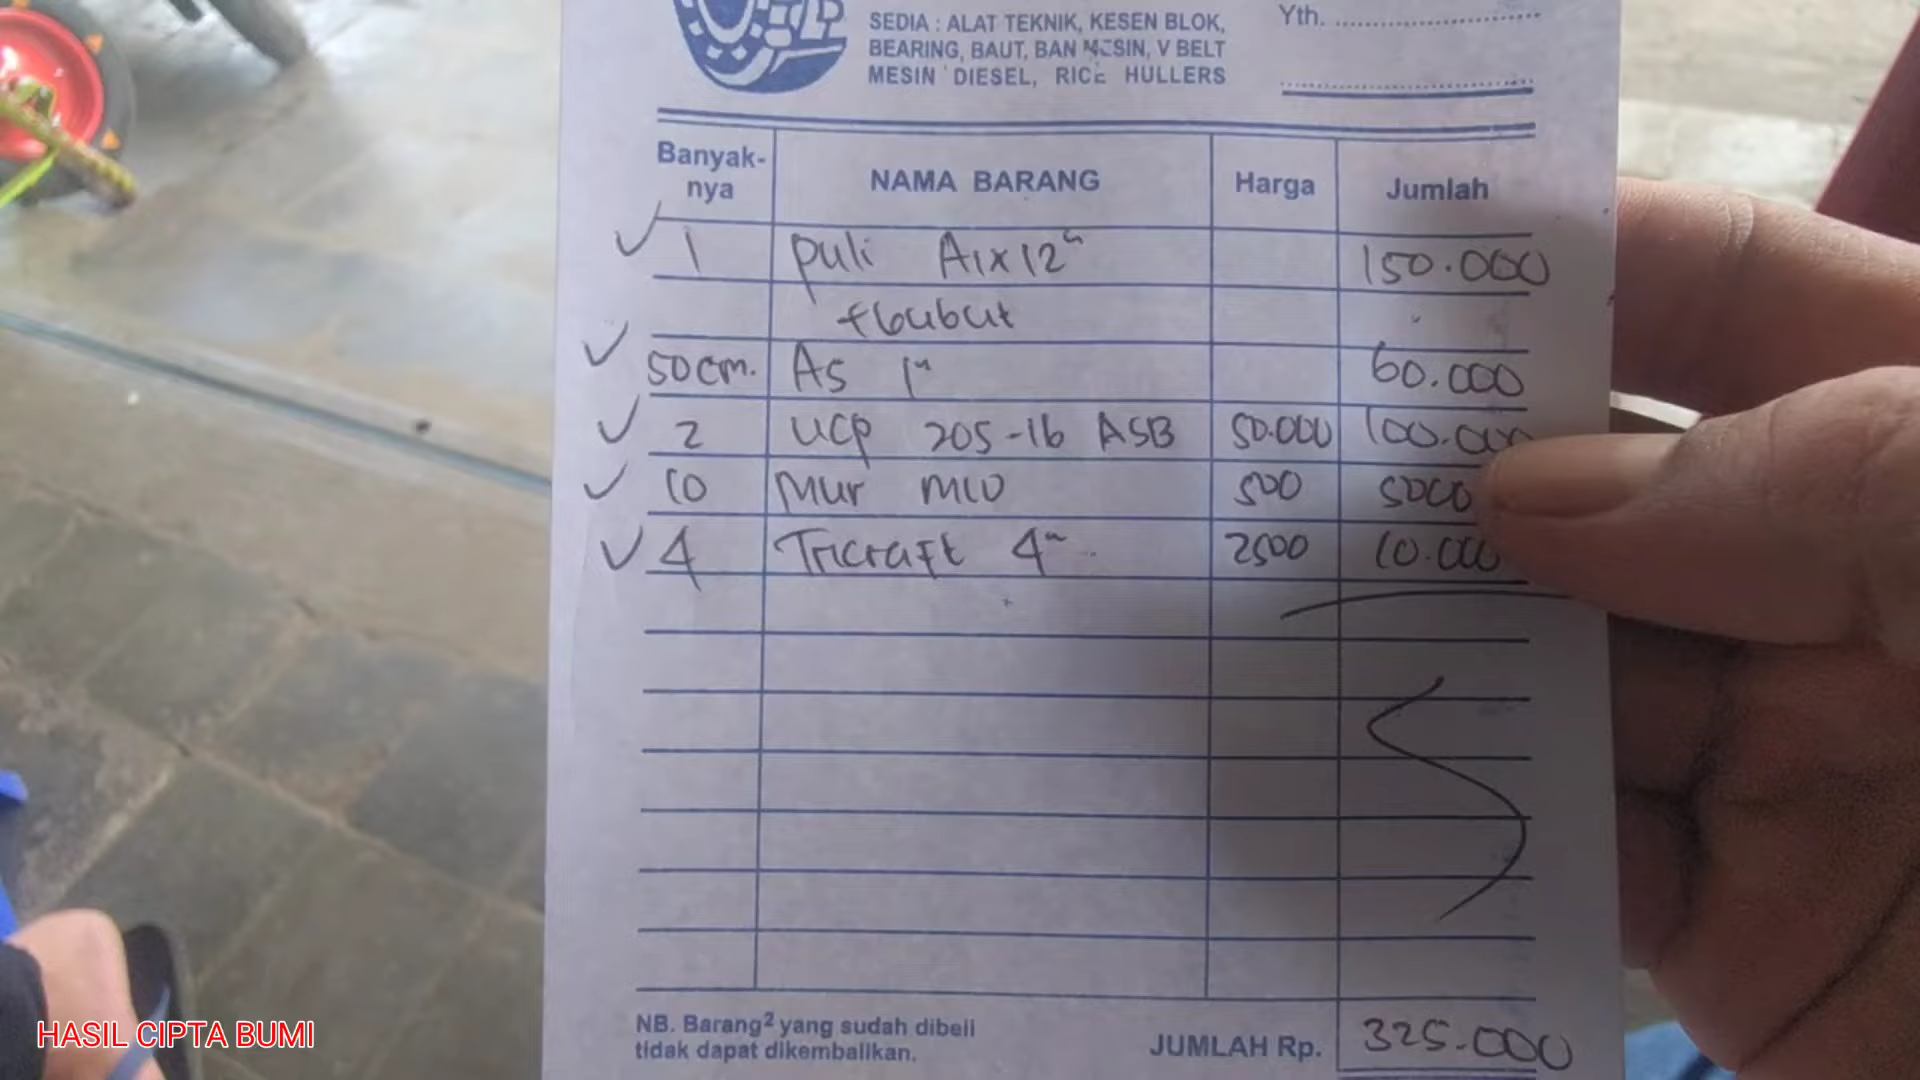 SEDIA : ALAT TEKNIK, KESEN BLOK,
BEARING, BAUT, BAN MESIN, V BELT
MESIN DIESEL, RICE HULLERS
Yth.
Banyak-nya NAMA BARANG Harga Jumlah
1 puli A1x12" 150.000
+bubut
50cm. As 1" 60.000
2 UCP 205-16 ASB 50.000 100.000
10 Mur M10 500 5000
4 Tricraft 4" 2500 10.000
NB. Barang2 yang sudah dibeli
tidak dapat dikembalikan.
JUMLAH Rp. 325.000
HASIL CIPTA BUMI